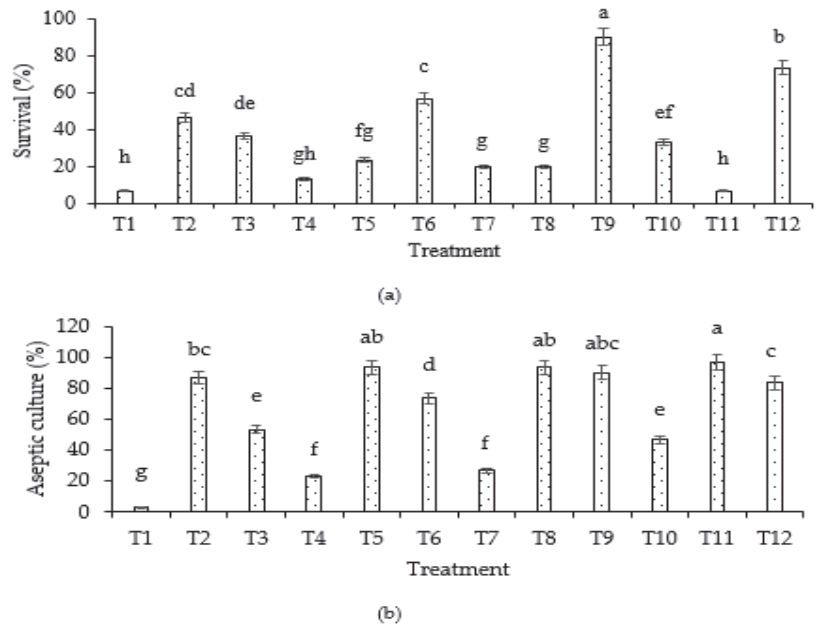 100
80
60
40
20
0
Survival (%)
h
cd
de
gh
fg
c
g
g
a
ef
h
b
T1 T2 T3 T4 T5 T6 T7 T8 T9 T10 T11 T12
Treatment
(a)
120
100
80
60
40
20
0
Aseptic culture (%)
g
bc
e
f
ab
d
f
ab
abc
e
a
c
T1 T2 T3 T4 T5 T6 T7 T8 T9 T10 T11 T12
Treatment
(b)